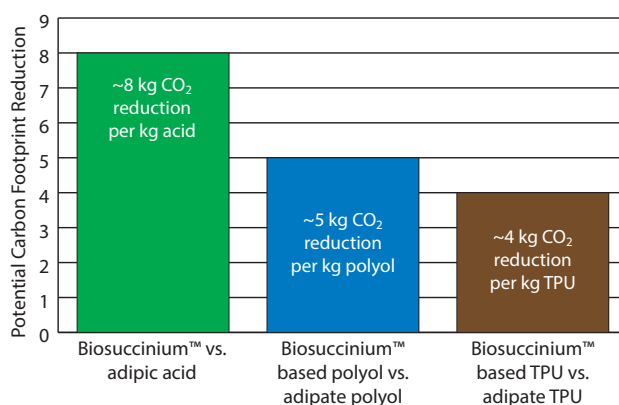 Potential Carbon Footprint Reduction
9
8
7
6
5
4
3
2
1
0
~8 kg CO₂
reduction
per kg acid
~5 kg CO₂
reduction
per kg polyol
~4 kg CO₂
reduction
per kg TPU
Biosuccinium™ vs.
adipic acid
Biosuccinium™
based polyol vs.
adipate polyol
Biosuccinium™
based TPU vs.
adipate TPU